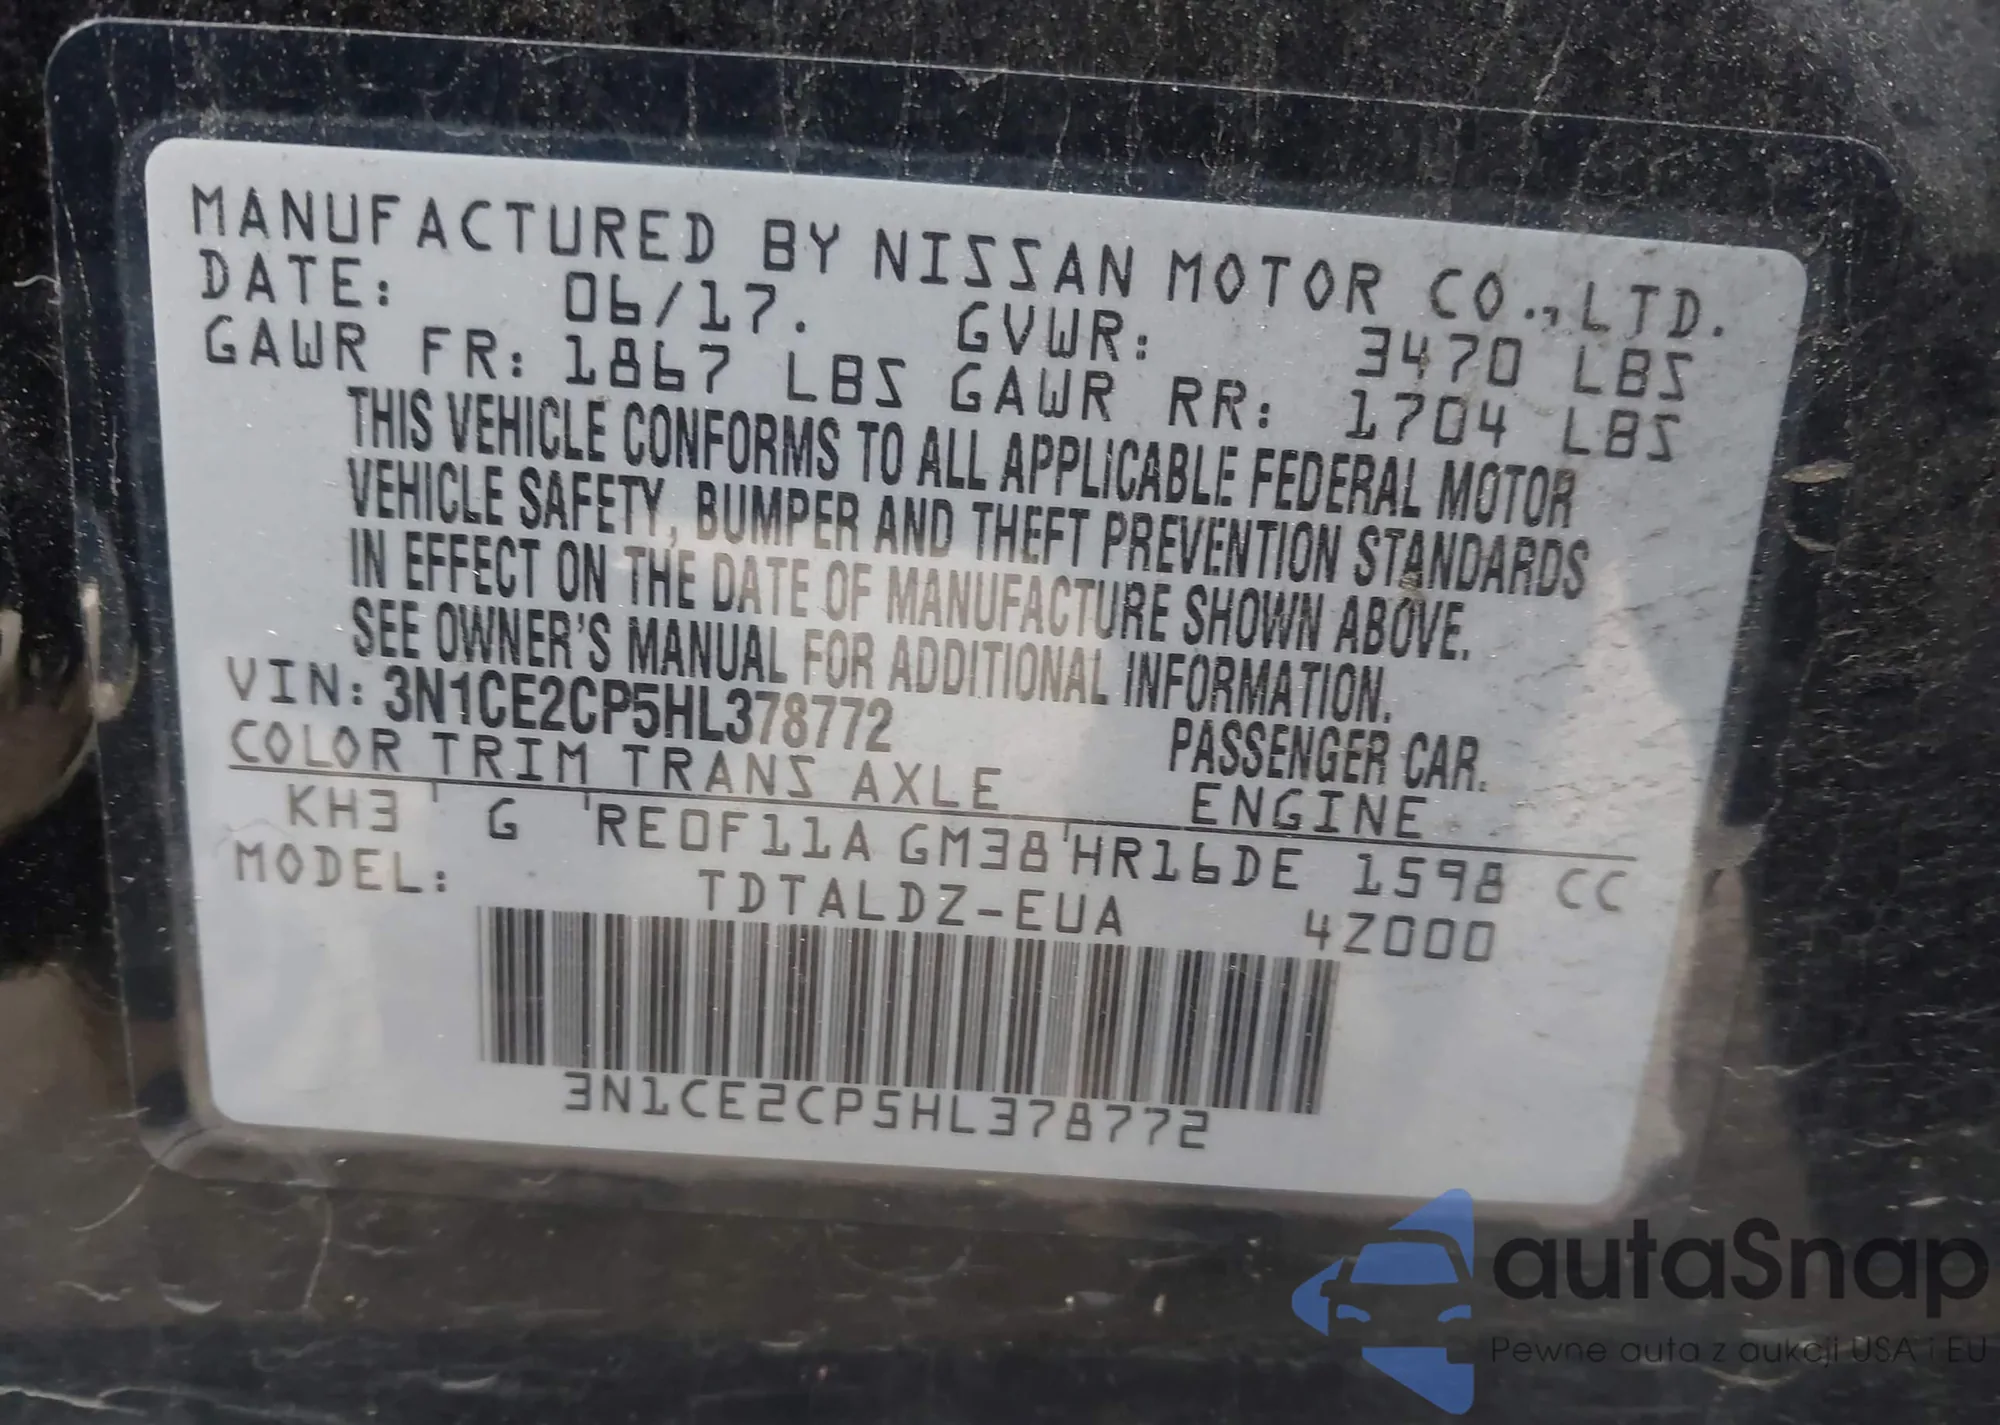 MANUFACTURED BY NISSAN MOTOR CO.,LTD.
DATE: 06/17. GVWR: 3470 LBS
GAWR FR: 1867 LBS GAWR RR: 1704 LBS
THIS VEHICLE CONFORMS TO ALL APPLICABLE FEDERAL MOTOR
VEHICLE SAFETY, BUMPER AND THEFT PREVENTION STANDARDS
IN EFFECT ON THE DATE OF MANUFACTURE SHOWN ABOVE.
SEE OWNER'S MANUAL FOR ADDITIONAL INFORMATION.
VIN: 3N1CE2CP5HL378772 PASSENGER CAR.
COLOR TRIM TRANS AXLE ENGINE
KH3 ' G 'RE0F11A GM38'HR16DE 1598 CC
MODEL: TDTALDZ-EUA 4Z000
3N1CE2CP5HL378772
autaSnap
Pewne auta z aukcji USA i EU